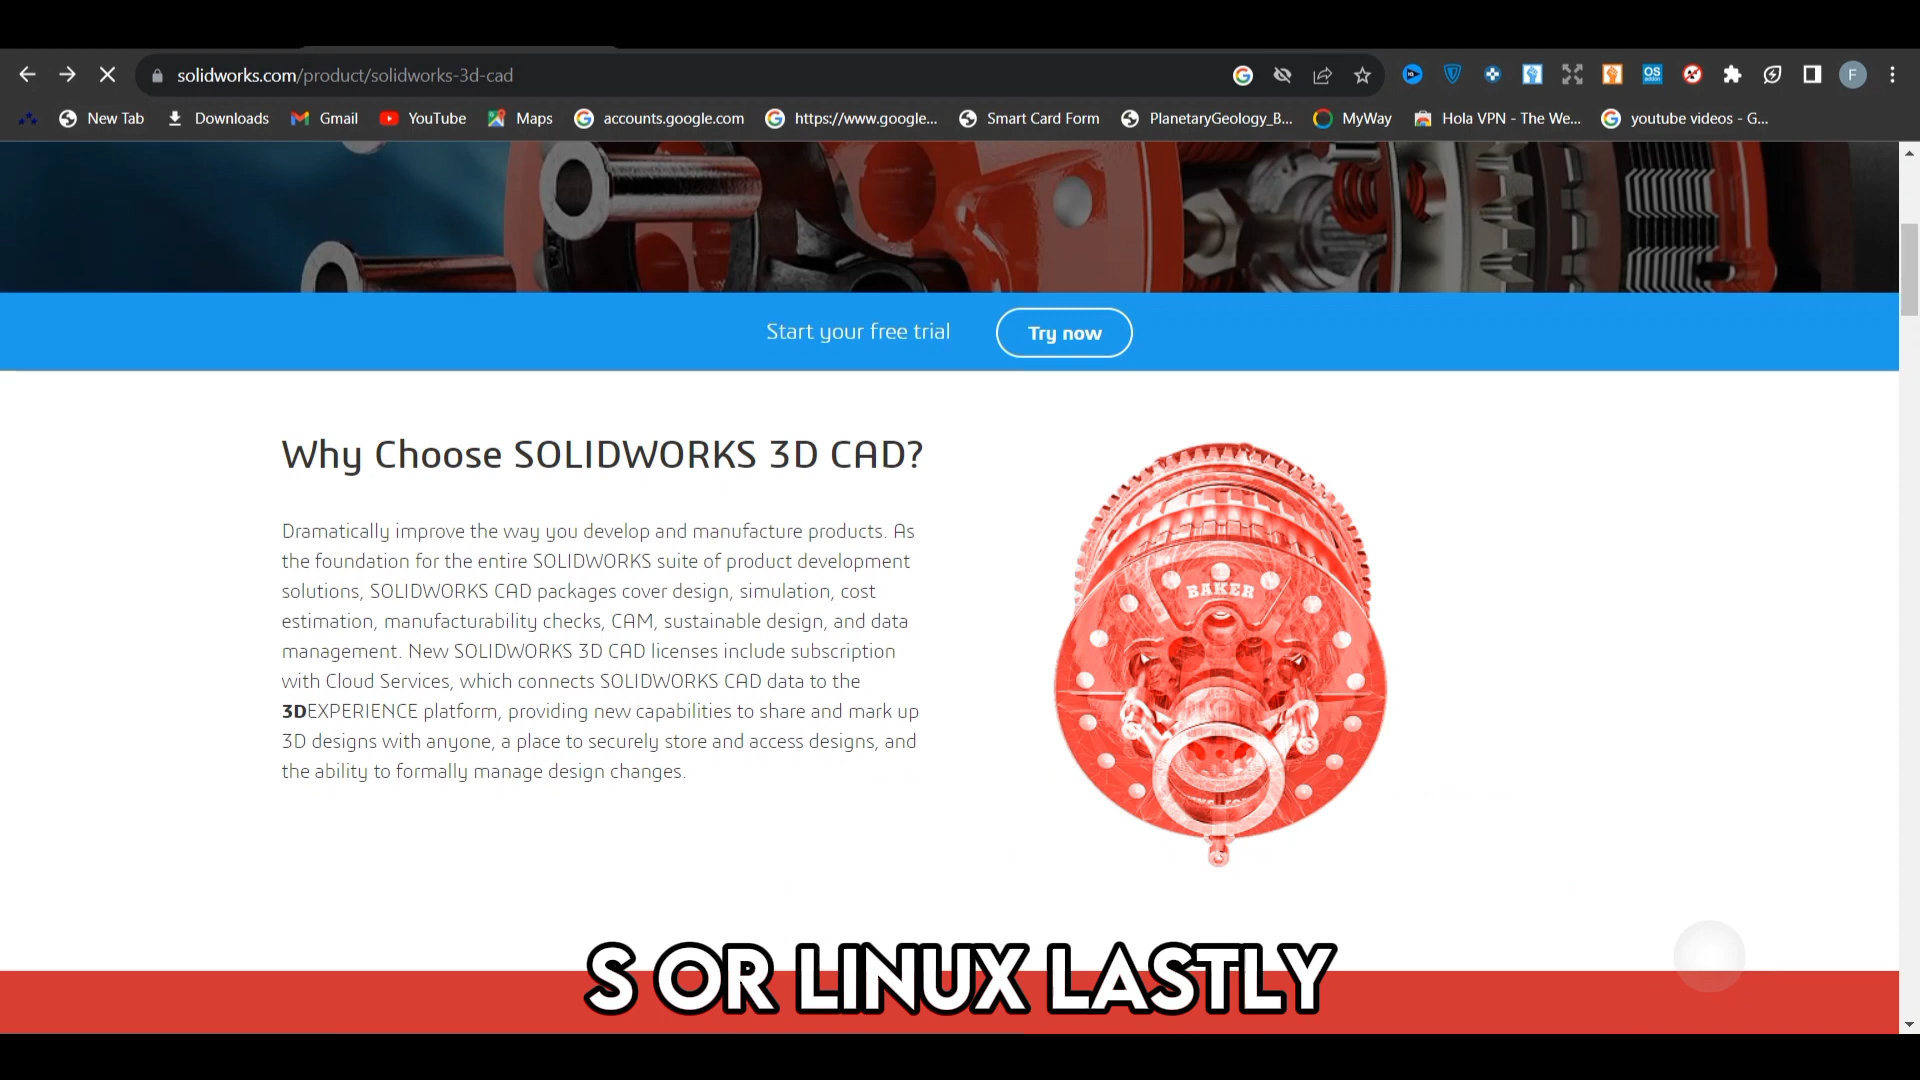 solidworks.com/product/solidworks-3d-cad
OS
addon
F
New Tab
Downloads
Gmail
YouTube
Maps
accounts.google.com
https://www.google...
Smart Card Form
PlanetaryGeology_B...
MyWay
Hola VPN - The We...
youtube videos - G...
Start your free trial
Try now
Why Choose SOLIDWORKS 3D CAD?
Dramatically improve the way you develop and manufacture products. As
the foundation for the entire SOLIDWORKS suite of product development
solutions, SOLIDWORKS CAD packages cover design, simulation, cost
estimation, manufacturability checks, CAM, sustainable design, and data
management. New SOLIDWORKS 3D CAD licenses include subscription
with Cloud Services, which connects SOLIDWORKS CAD data to the
3DEXPERIENCE platform, providing new capabilities to share and mark up
3D designs with anyone, a place to securely store and access designs, and
the ability to formally manage design changes.
BAKER
S OR LINUX LASTLY